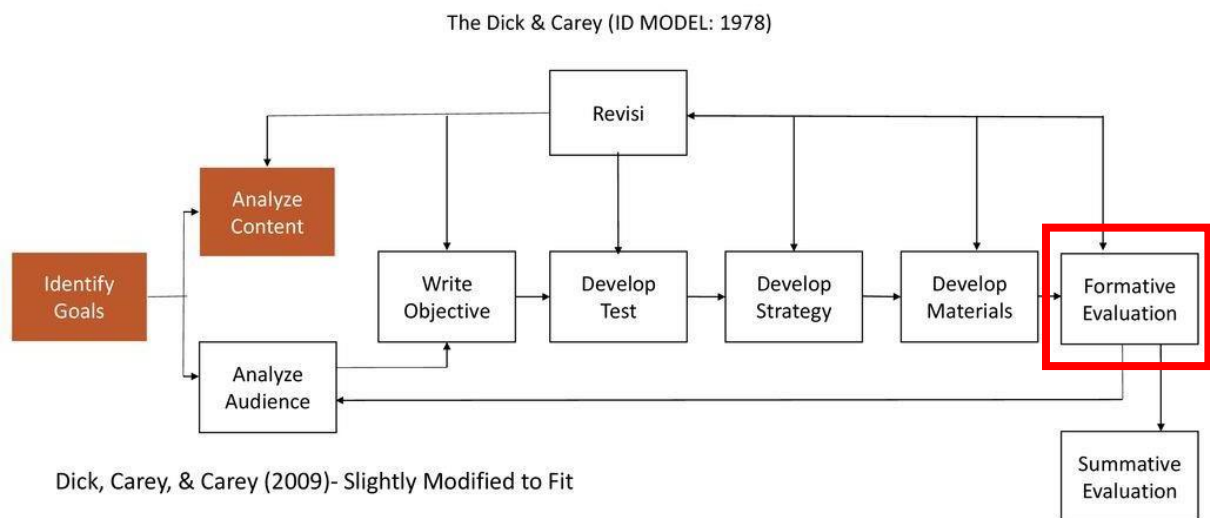 The Dick & Carey (ID MODEL: 1978)
Revisi
Analyze
Content
Identify
Goals
Write
Objective
Develop
Test
Develop
Strategy
Develop
Materials
Formative
Evaluation
Analyze
Audience
Summative
Evaluation
Dick, Carey, & Carey (2009)- Slightly Modified to Fit